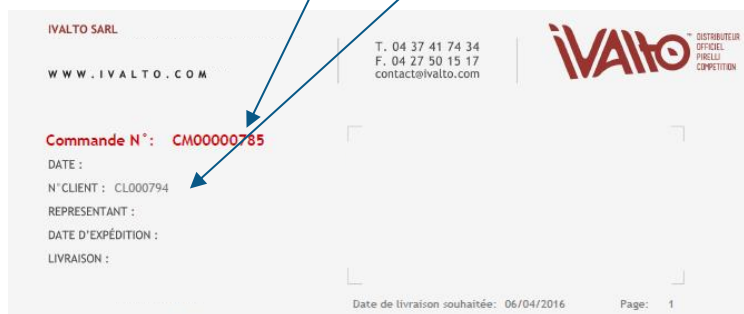 IVALTO SARL
WWW.IVALTO.COM
T. 04 37 41 74 34
F. 04 27 50 15 17
contact@ivalto.com
iVAlto™
DISTRIBUTEUR
OFFICIEL
PIRELLI
COMPETITION
Commande N°: CM00000785
DATE :
N°CLIENT : CL000794
REPRESENTANT :
DATE D'EXPÉDITION :
LIVRAISON :
Date de livraison souhaitée: 06/04/2016 Page: 1